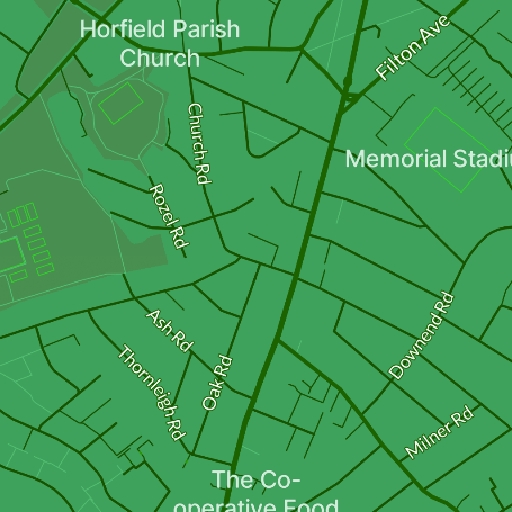 Horfield Parish
Church
Filton Ave
Church Rd
Memorial Stadiu
Rozel Rd
Ash Rd
Thornleigh Rd
Oak Rd
Downend Rd
Milner Rd
The Co-
operative Food